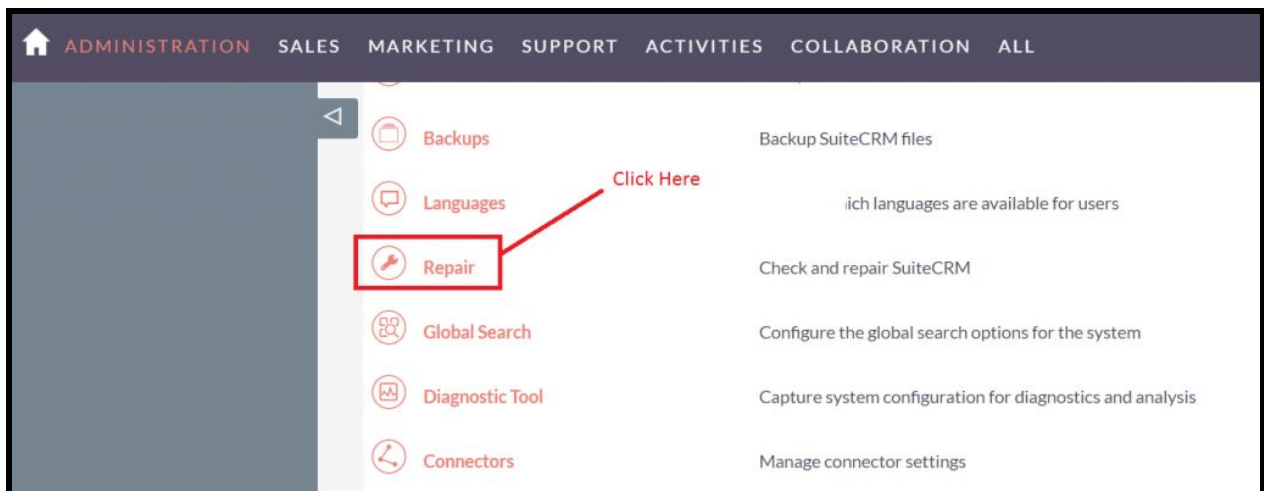 ADMINISTRATION SALES MARKETING SUPPORT ACTIVITIES COLLABORATION ALL
Backups Backup SuiteCRM files
Click Here
Languages languages are available for users
Repair Check and repair SuiteCRM
Global Search Configure the global search options for the system
Diagnostic Tool Capture system configuration for diagnostics and analysis
Connectors Manage connector settings